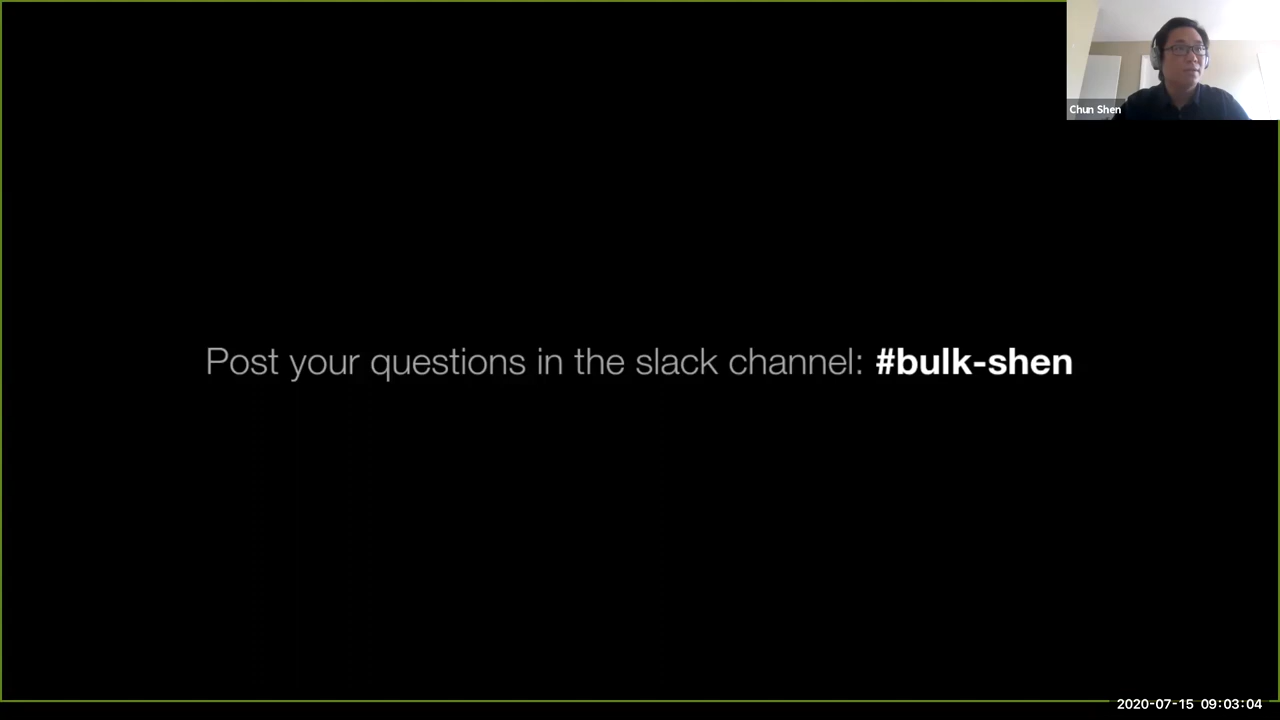 Chun Shen
Post your questions in the slack channel: #bulk-shen
2020-07-15 09:03:04